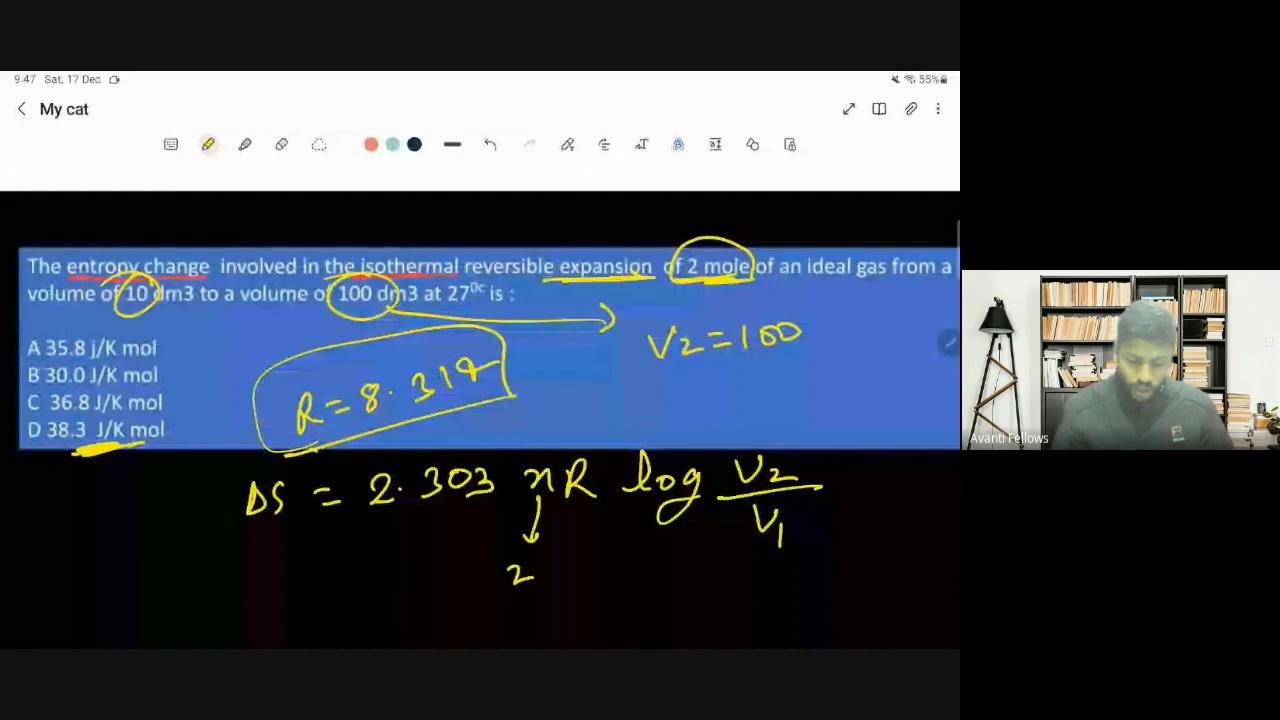 9:47 Sat, 17 Dec
55%
My cat
The entropy change involved in the isothermal reversible expansion of 2 mole of an ideal gas from a
volume of 10 dm3 to a volume of 100 dm3 at 27⁰ᶜ is :
V2 = 100
A 35.8 j/K mol
B 30.0 J/K mol
R = 8.314
C 36.8 J/K mol
D 38.3 J/K mol
Avanti Fellows
ΔS = 2.303 nR log V2/V1
2